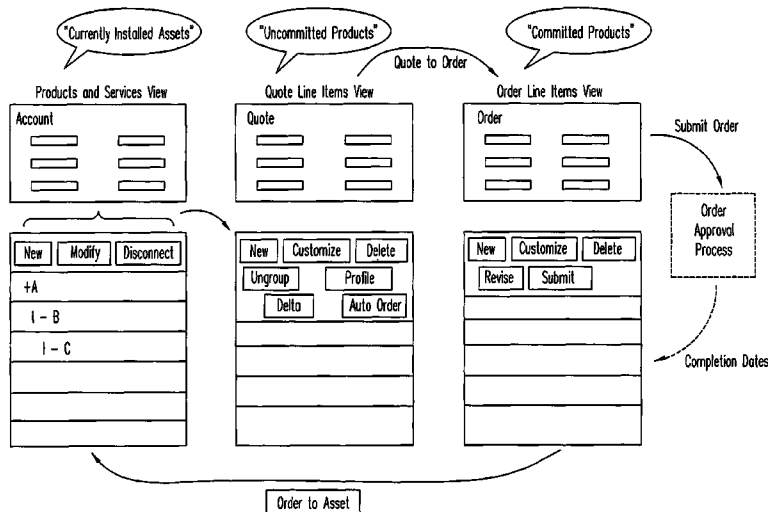 "Currently Installed Assets"
"Uncommitted Products"
"Committed Products"
Quote to Order
Products and Services View
Quote Line Items View
Order Line Items View
Account
Quote
Order
Submit Order
Order
Approval
Process
New Modify Disconnect
New Customize Delete
Ungroup Profile
Delta Auto Order
New Customize Delete
Revise Submit
+A
|- B
|- C
Completion Dates
Order to Asset